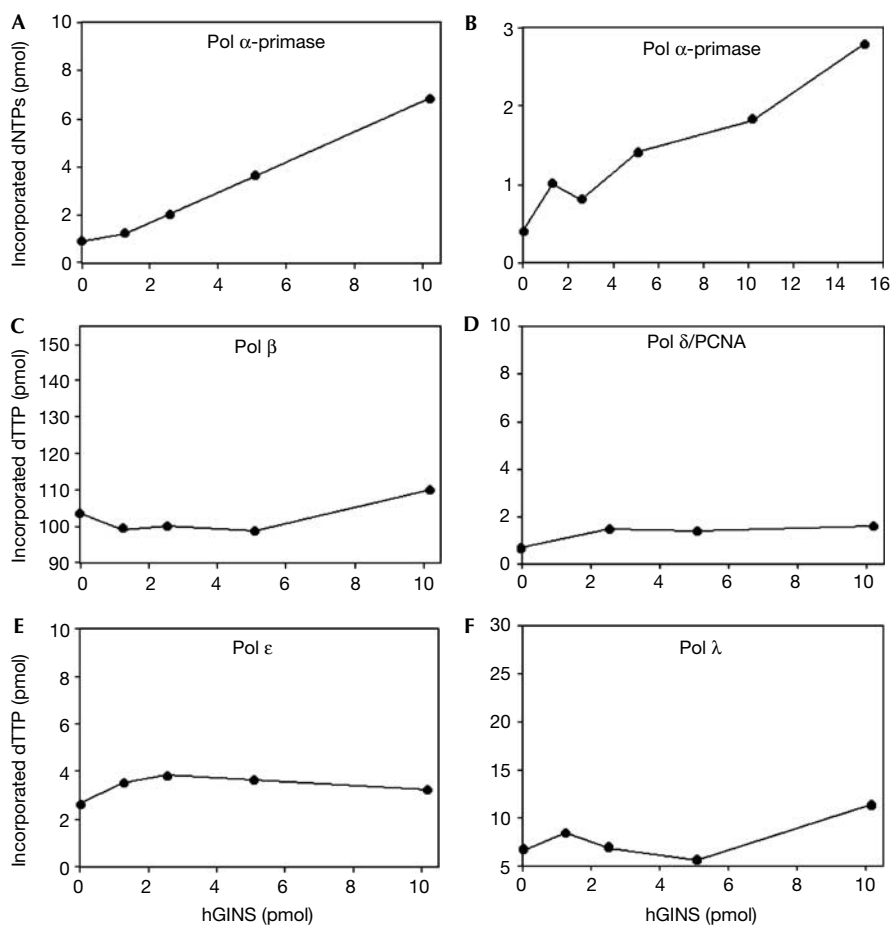 A
Pol α-primase
Incorporated dNTPs (pmol)
10
8
6
4
2
0
0 2 4 6 8 10
B
Pol α-primase
3
2
1
0
0 2 4 6 8 10 12 14 16
C
Pol β
Incorporated dTTP (pmol)
150
140
130
120
110
100
90
0 2 4 6 8 10
D
Pol δ/PCNA
10
8
6
4
2
0
0 2 4 6 8 10
E
Pol ε
Incorporated dTTP (pmol)
10
8
6
4
2
0
0 2 4 6 8 10
hGINS (pmol)
F
Pol λ
30
25
20
15
10
5
0 2 4 6 8 10
hGINS (pmol)